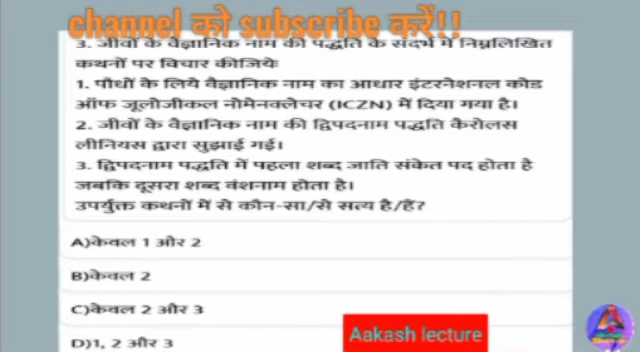 channel को subscribe करें!!
3. जीवों के वैज्ञानिक नाम की पद्धति के संदर्भ में निम्नलिखित
कथनों पर विचार कीजियेः
1. पौधों के लिये वैज्ञानिक नाम का आधार इंटरनेशनल कोड
ऑफ जूलोजीकल नोमेनक्लेचर (ICZN) में दिया गया है।
2. जीवों के वैज्ञानिक नाम की द्विपदनाम पद्धति कैरोलस
लीनियस द्वारा सुझाई गई।
3. द्विपदनाम पद्धति में पहला शब्द जाति संकेत पद होता है
जबकि दूसरा शब्द वंशनाम होता है।
उपर्युक्त कथनों में से कौन-सा/से सत्य है/हैं?
A)केवल 1 और 2
B)केवल 2
C)केवल 2 और 3
D)1, 2 और 3
Aakash lecture